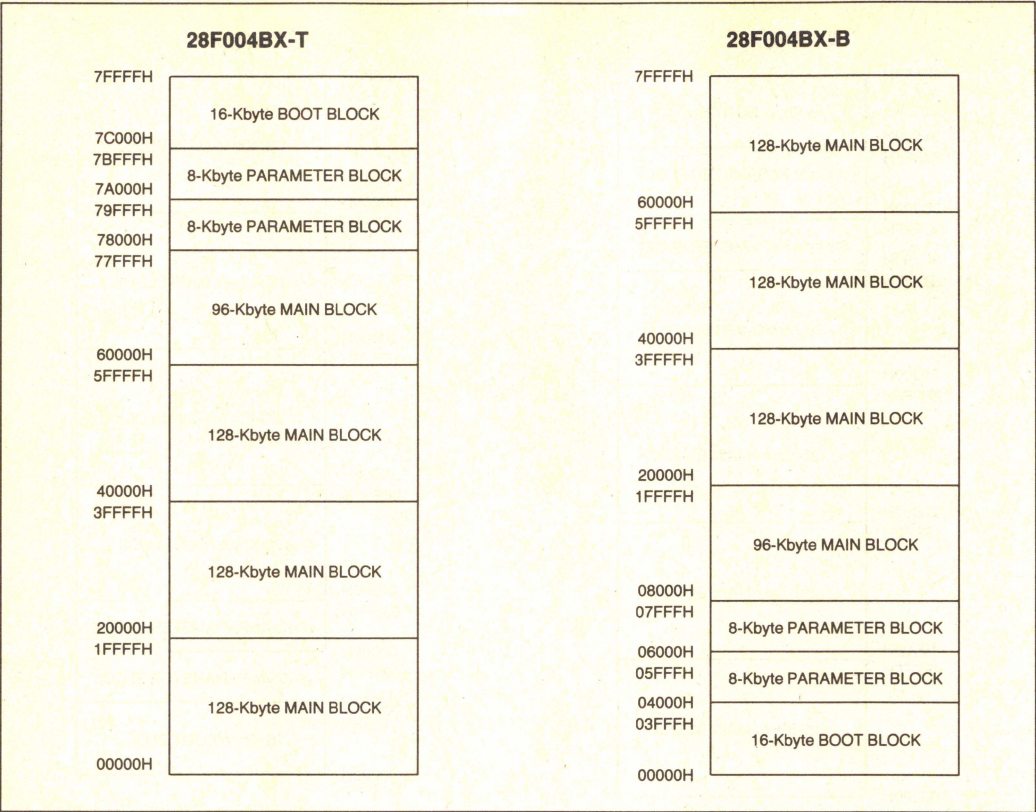 28F004BX-T
7FFFFH
16-Kbyte BOOT BLOCK
7C000H
7BFFFH
8-Kbyte PARAMETER BLOCK
7A000H
79FFFH
8-Kbyte PARAMETER BLOCK
78000H
77FFFH
96-Kbyte MAIN BLOCK
60000H
5FFFFH
128-Kbyte MAIN BLOCK
40000H
3FFFFH
128-Kbyte MAIN BLOCK
20000H
1FFFFH
128-Kbyte MAIN BLOCK
00000H
28F004BX-B
7FFFFH
128-Kbyte MAIN BLOCK
60000H
5FFFFH
128-Kbyte MAIN BLOCK
40000H
3FFFFH
128-Kbyte MAIN BLOCK
20000H
1FFFFH
96-Kbyte MAIN BLOCK
08000H
07FFFH
8-Kbyte PARAMETER BLOCK
06000H
05FFFH
8-Kbyte PARAMETER BLOCK
04000H
03FFFH
16-Kbyte BOOT BLOCK
00000H